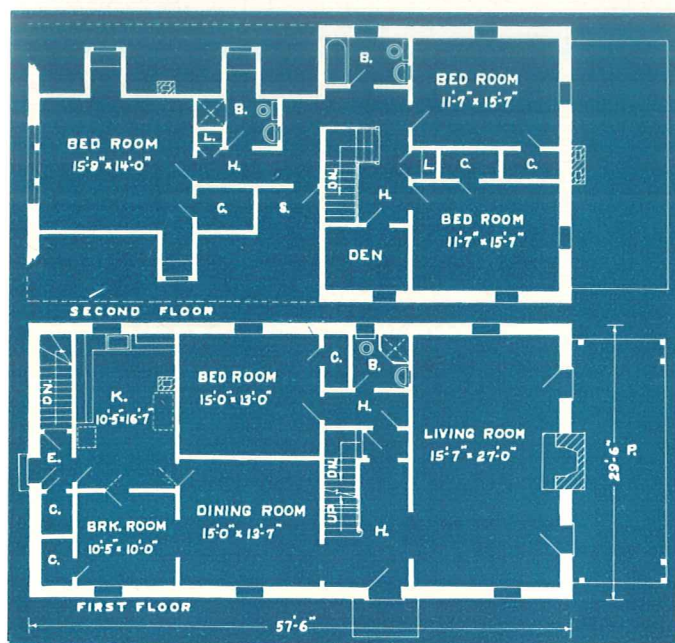 B.
BED ROOM
11'-7" × 15'-7"
B.
BED ROOM
15'-9" × 14'-0"
L.
H.
DN.
L.
C.
C.
H.
C.
S.
BED ROOM
11'-7" × 15'-7"
DEN
SECOND FLOOR
DN.
K.
10'-5" × 16'-7"
BED ROOM
15'-0" × 13'-0"
C.
B.
H.
LIVING ROOM
15'-7" × 27'-0"
29'-6"
P.
E.
DN.
UP
H.
C.
C.
BRK. ROOM
10'-5" × 10'-0"
DINING ROOM
15'-0" × 13'-7"
FIRST FLOOR
57'-6"